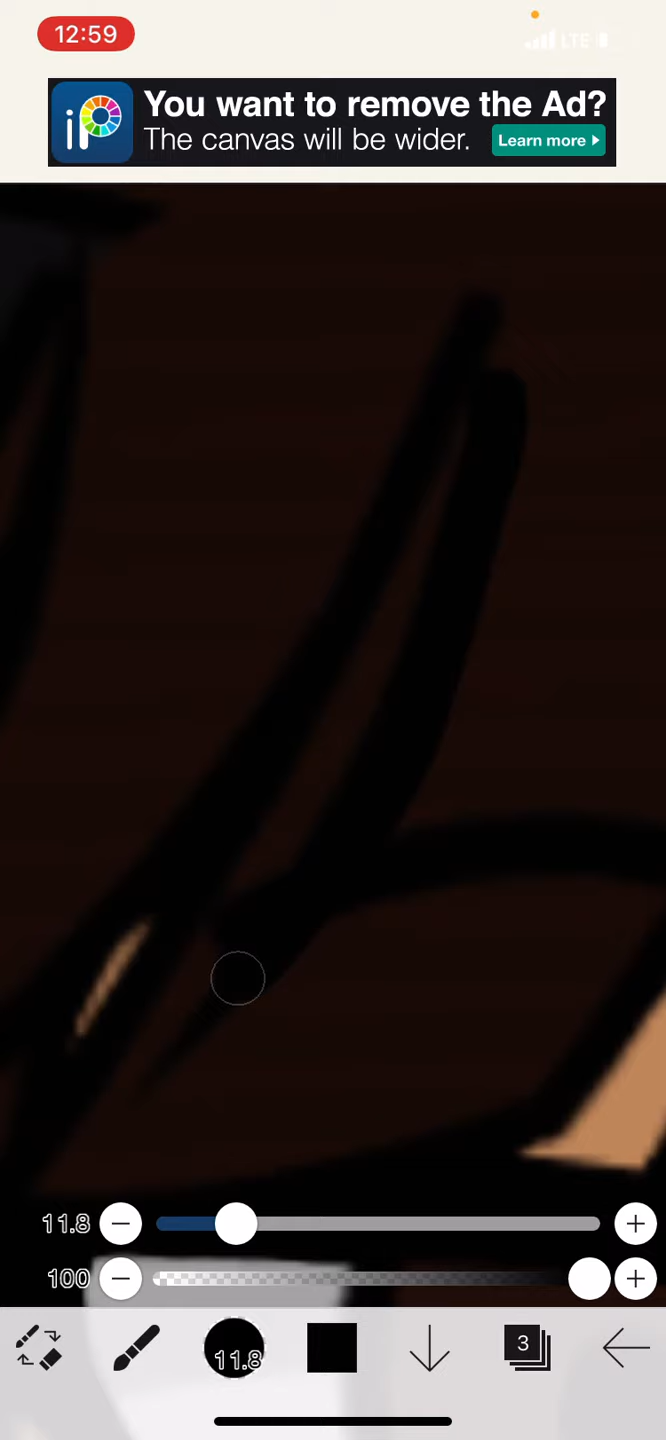 12:59
LTE
iP
You want to remove the Ad?
The canvas will be wider.
Learn more
11.8
100
11.8
3